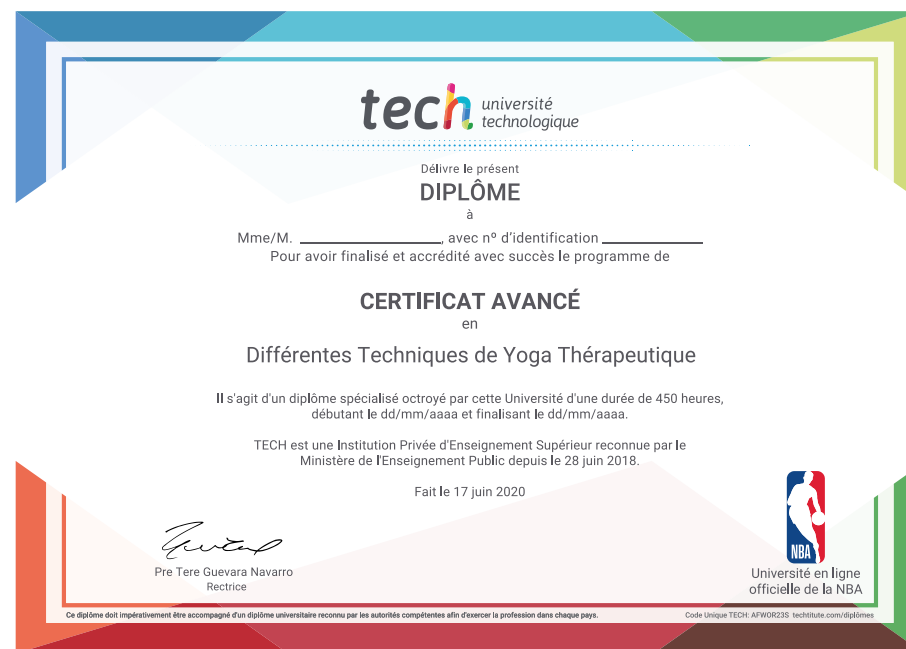 tech université
technologique
Délivre le présent
DIPLÔME
à
Mme/M. ____________________, avec nº d'identification ______________
Pour avoir finalisé et accrédité avec succès le programme de
CERTIFICAT AVANCÉ
en
Différentes Techniques de Yoga Thérapeutique
Il s'agit d'un diplôme spécialisé octroyé par cette Université d'une durée de 450 heures,
débutant le dd/mm/aaaa et finalisant le dd/mm/aaaa.
TECH est une Institution Privée d'Enseignement Supérieur reconnue par le
Ministère de l'Enseignement Public depuis le 28 juin 2018.
Fait le 17 juin 2020
Pre Tere Guevara Navarro
Rectrice
NBA
Université en ligne
officielle de la NBA
Ce diplôme doit impérativement être accompagné d'un diplôme universitaire reconnu par les autorités compétentes afin d'exercer la profession dans chaque pays.
Code Unique TECH: AFWOR23S techtitute.com/diplômes